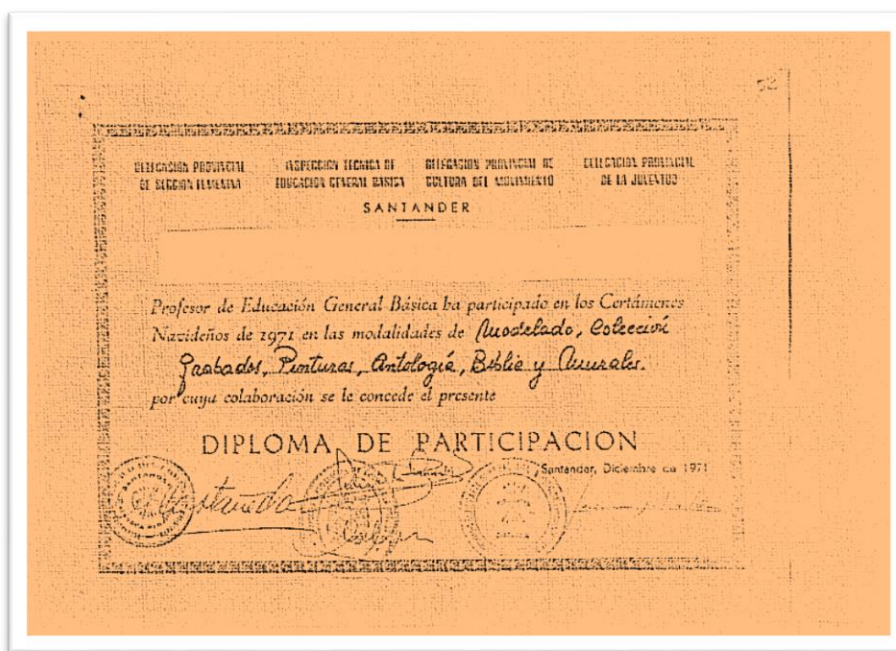 DELEGACION PROVINCIAL DE SECCION FEMENINA
INSPECCION TECNICA DE EDUCACION GENERAL BASICA
DELEGACION PROVINCIAL DE CULTURA DEL MOVIMIENTO
DELEGACION PROVINCIAL DE LA JUVENTUD
SANTANDER
Profesor de Educación General Básica ha participado en los Certámenes
Navideños de 1971 en las modalidades de Modelado, Colección
Grabados, Pinturas, Antología, Biblia y Murales.
por cuya colaboración se le concede el presente
DIPLOMA DE PARTICIPACION
Santander, Diciembre de 1971
Castañeda